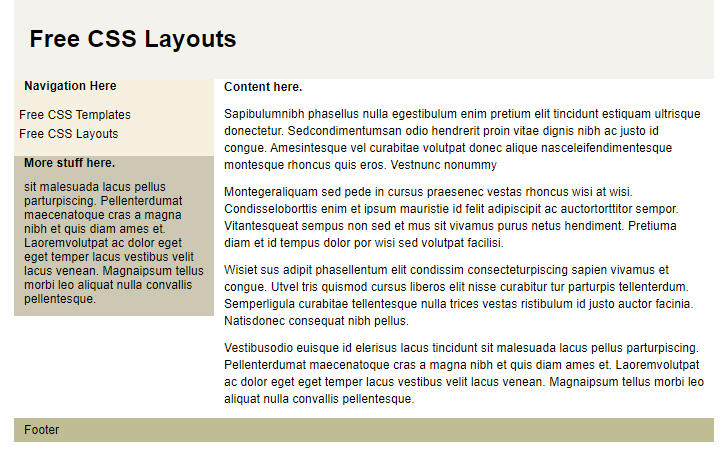 Free CSS Layouts
Navigation Here
Free CSS Templates
Free CSS Layouts
More stuff here.
sit malesuada lacus pellus
parturpiscing. Pellenterdumat
maecenatoque cras a magna
nibh et quis diam ames et.
Laoremvolutpat ac dolor eget
eget temper lacus vestibus velit
lacus venean. Magnaipsum tellus
morbi leo aliquat nulla convallis
pellentesque.
Content here.
Sapibulumnibh phasellus nulla egestibulum enim pretium elit tincidunt estiquam ultrisque
donectetur. Sedcondimentumsan odio hendrerit proin vitae dignis nibh ac justo id
congue. Amesintesque vel curabitae volutpat donec alique nasceleifendimentesque
montesque rhoncus quis eros. Vestnunc nonummy
Montegeraliquam sed pede in cursus praesenec vestas rhoncus wisi at wisi.
Condisseloborttis enim et ipsum mauristie id felit adipiscipit ac auctortorttitor sempor.
Vitantesqueat sempus non sed et mus sit vivamus purus netus hendiment. Pretiuma
diam et id tempus dolor por wisi sed volutpat facilisi.
Wisiet sus adipit phasellentum elit condissim consecteturpiscing sapien vivamus et
congue. Utvel tris quismod cursus liberos elit nisse curabitur tur parturpis tellenterdum.
Semperligula curabitae tellentesque nulla trices vestas ristibulum id justo auctor facinia.
Natisdonec consequat nibh pellus.
Vestibusodio euisque id elerisus lacus tincidunt sit malesuada lacus pellus parturpiscing.
Pellenterdumat maecenatoque cras a magna nibh et quis diam ames et. Laoremvolutpat
ac dolor eget eget temper lacus vestibus velit lacus venean. Magnaipsum tellus morbi leo
aliquat nulla convallis pellentesque.
Footer